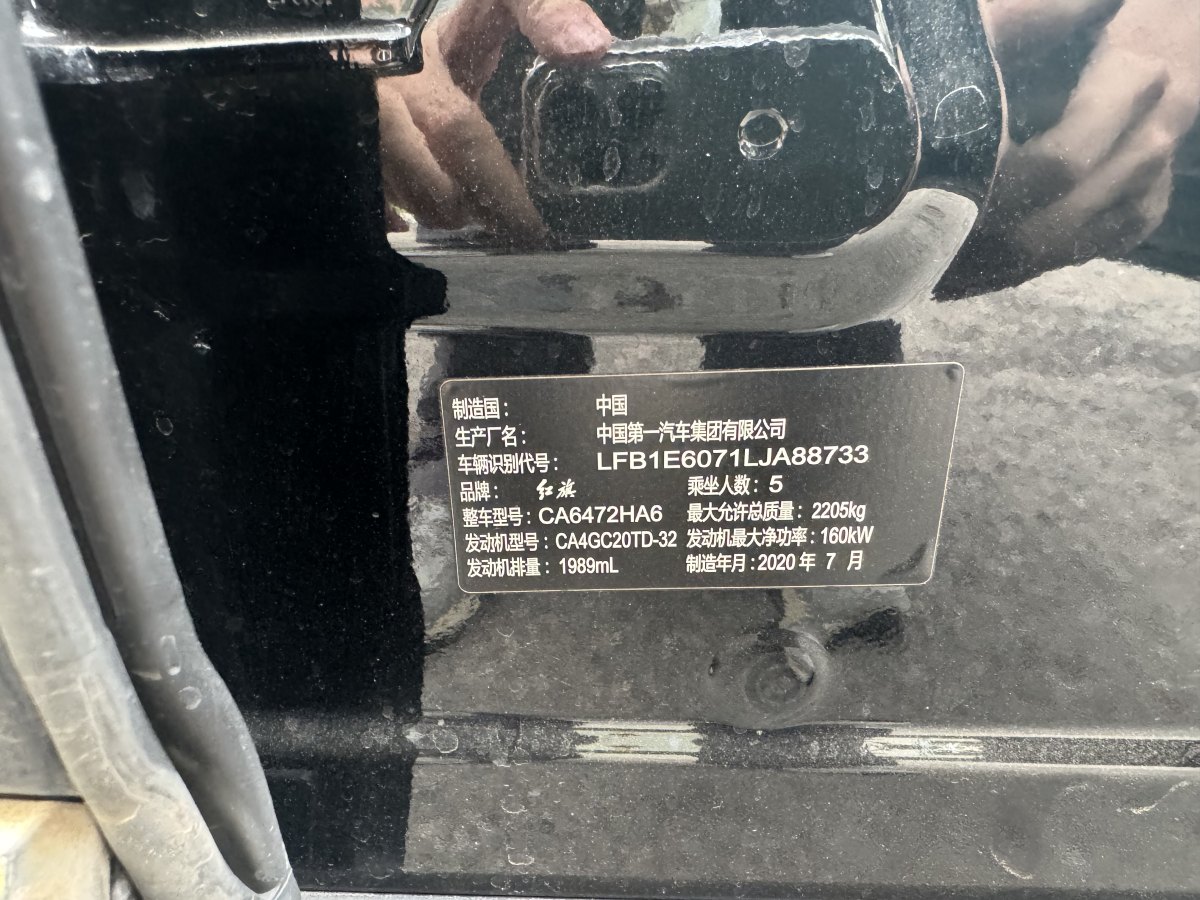 制造国： 中国
生产厂名： 中国第一汽车集团有限公司
车辆识别代号： LFB1E6071LJA88733
品牌： 红旗 乘坐人数：5
整车型号：CA6472HA6 最大允许总质量：2205kg
发动机型号：CA4GC20TD-32 发动机最大净功率：160kW
发动机排量：1989mL 制造年月：2020 年 7 月